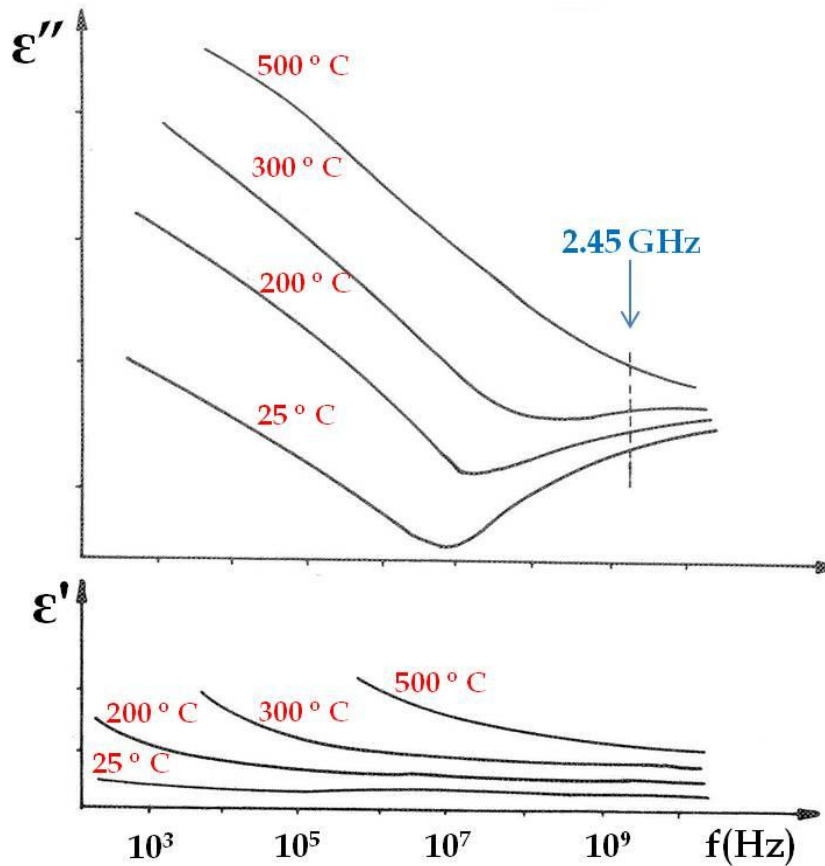 ε″
500 ° C
300 ° C
2.45 GHz
200 ° C
25 ° C
ε'
500 ° C
200 ° C
300 ° C
25 ° C
10³ 10⁵ 10⁷ 10⁹ f(Hz)